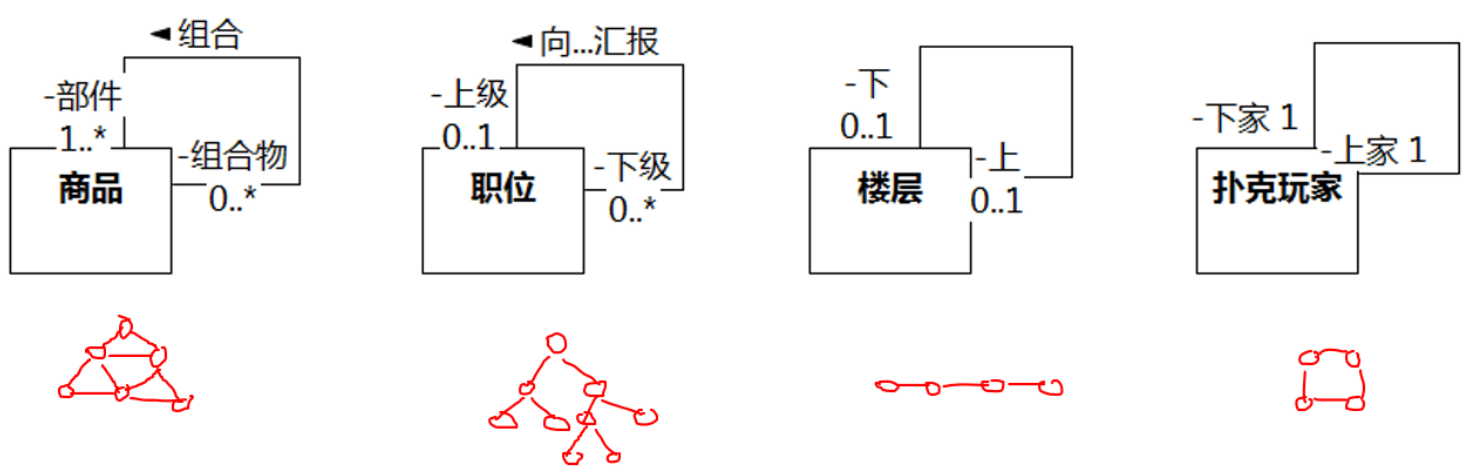 ◄组合
-部件
1..*
-组合物
0..*
商品
◄向...汇报
-上级
0..1
-下级
0..*
职位
-下
0..1
-上
0..1
楼层
-下家 1
-上家 1
扑克玩家